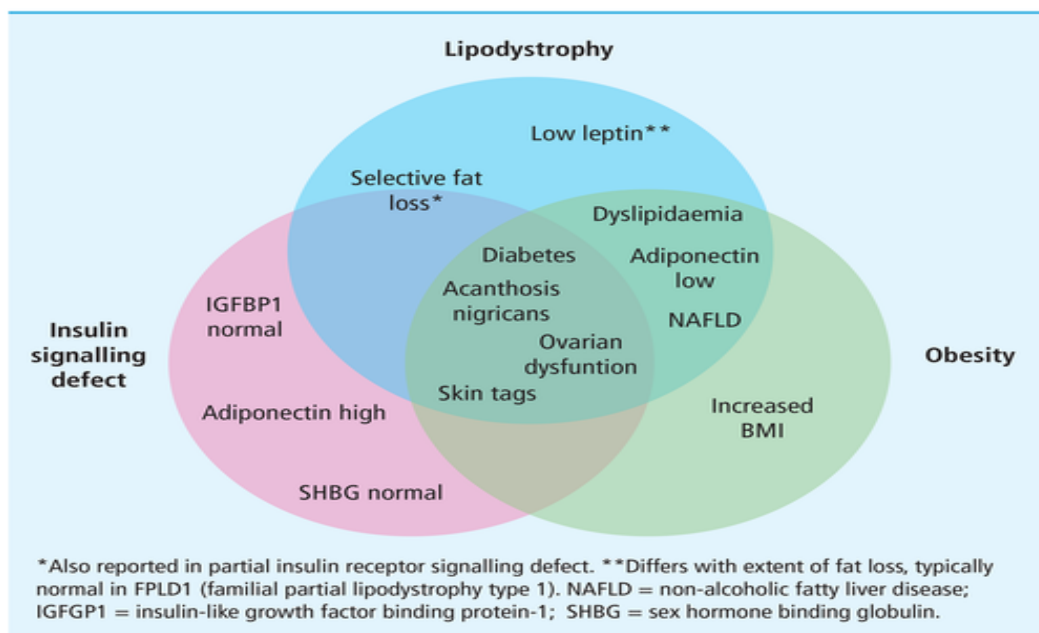 Lipodystrophy
Low leptin**
Selective fat
loss*
Dyslipidaemia
Diabetes
Adiponectin
low
Acanthosis
nigricans
IGFBP1
normal
NAFLD
Insulin
signalling
defect
Ovarian
dysfuntion
Obesity
Skin tags
Adiponectin high
Increased
BMI
SHBG normal
*Also reported in partial insulin receptor signalling defect. **Differs with extent of fat loss, typically
normal in FPLD1 (familial partial lipodystrophy type 1). NAFLD = non-alcoholic fatty liver disease;
IGFGP1 = insulin-like growth factor binding protein-1; SHBG = sex hormone binding globulin.